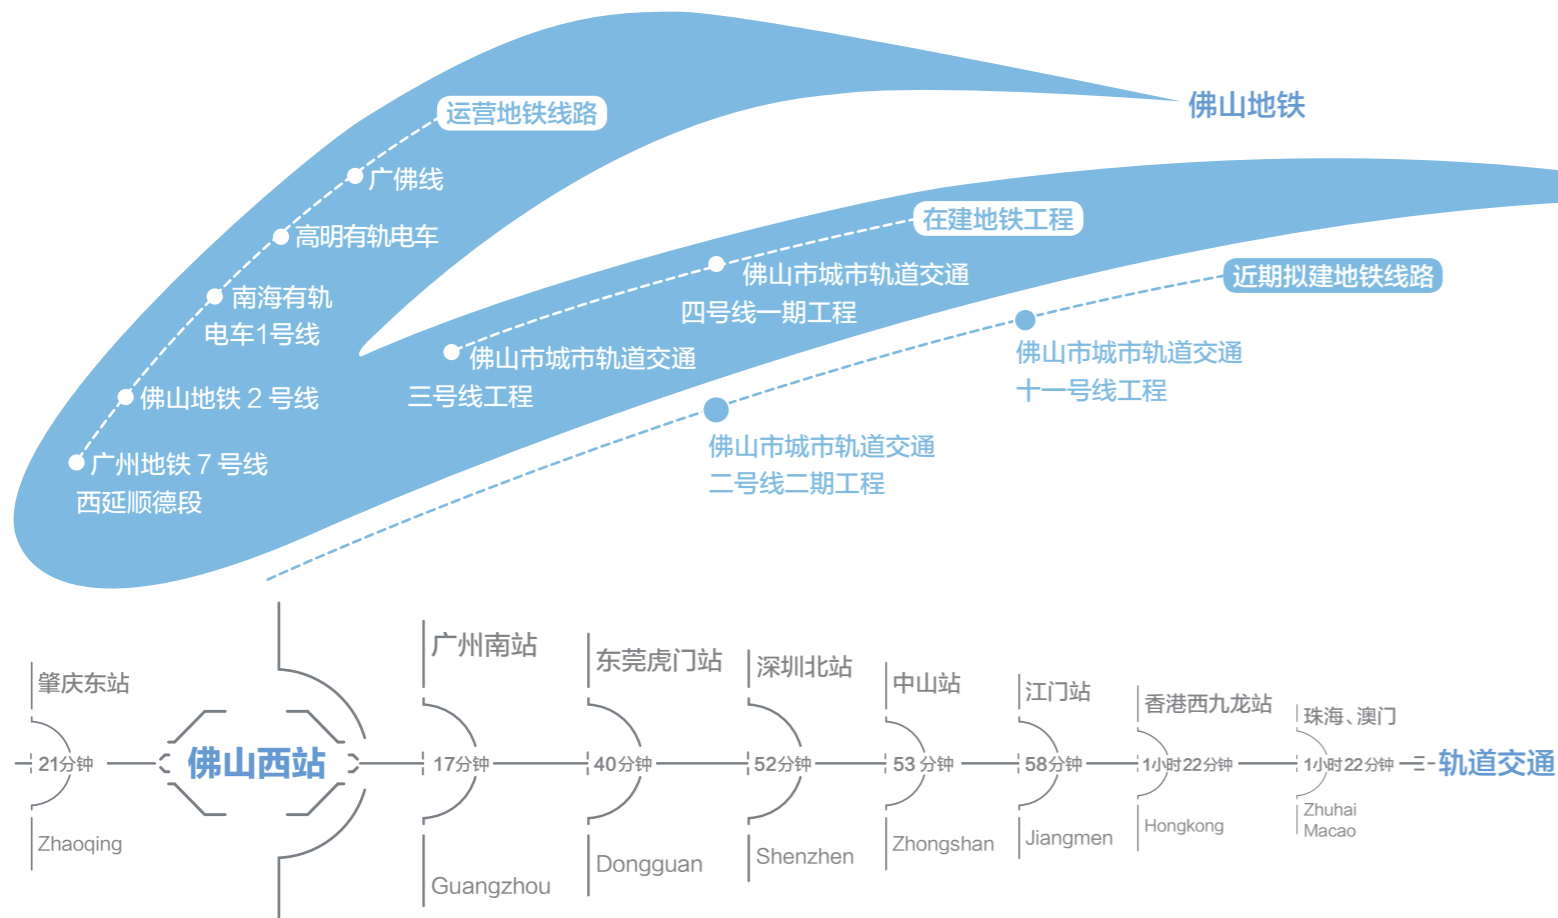 佛山地铁
运营地铁线路
广佛线
高明有轨电车
南海有轨
电车1号线
佛山地铁 2 号线
广州地铁 7 号线
西延顺德段
在建地铁工程
佛山市城市轨道交通
四号线一期工程
佛山市城市轨道交通
三号线工程
近期拟建地铁线路
佛山市城市轨道交通
十一号线工程
佛山市城市轨道交通
二号线二期工程
肇庆东站
21分钟
Zhaoqing
佛山西站
广州南站
17分钟
Guangzhou
东莞虎门站
40分钟
Dongguan
深圳北站
52分钟
Shenzhen
中山站
53分钟
Zhongshan
江门站
58分钟
Jiangmen
香港西九龙站
1小时22分钟
Hongkong
珠海、澳门
1小时22分钟
Zhuhai
Macao
轨道交通